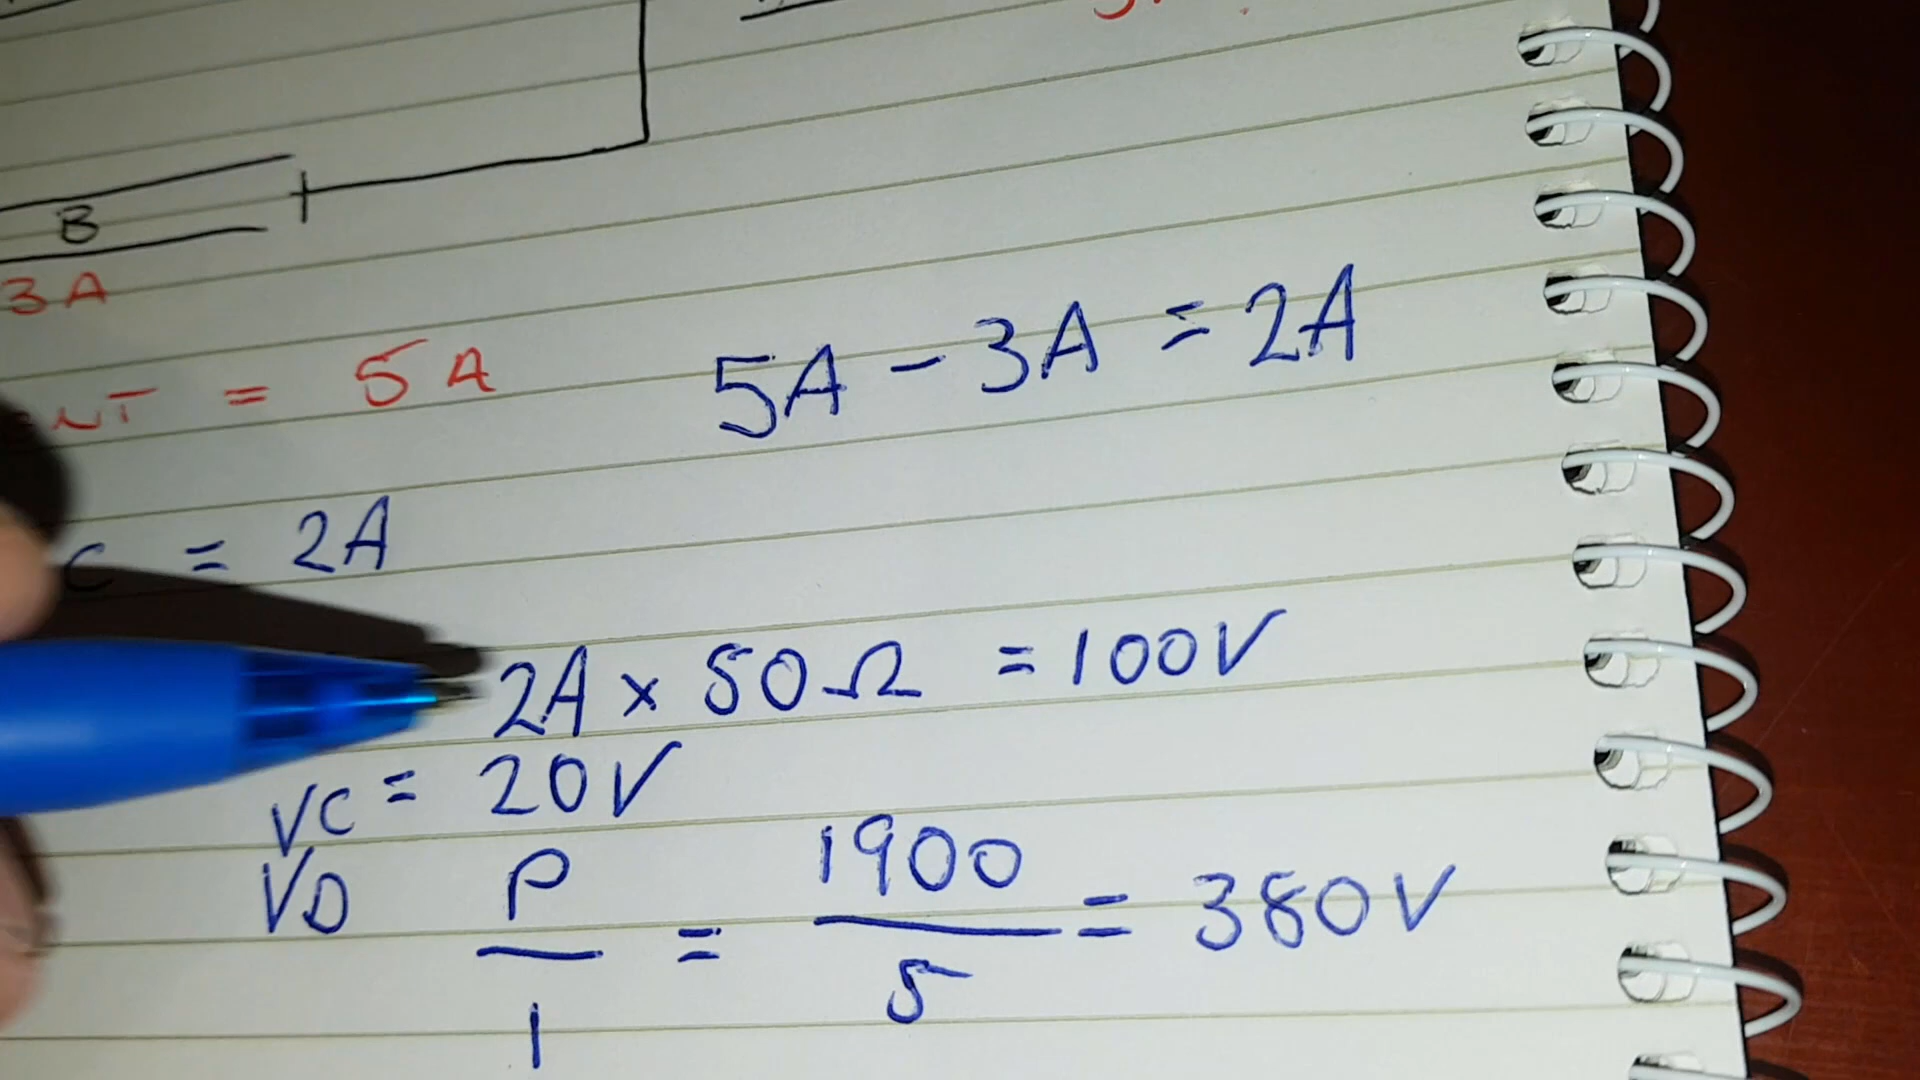 B
3A
= 5A
5A - 3A = 2A
C = 2A
2A x 50Ω = 100V
VC = 20V
VD P/I = 1900/5 = 380V